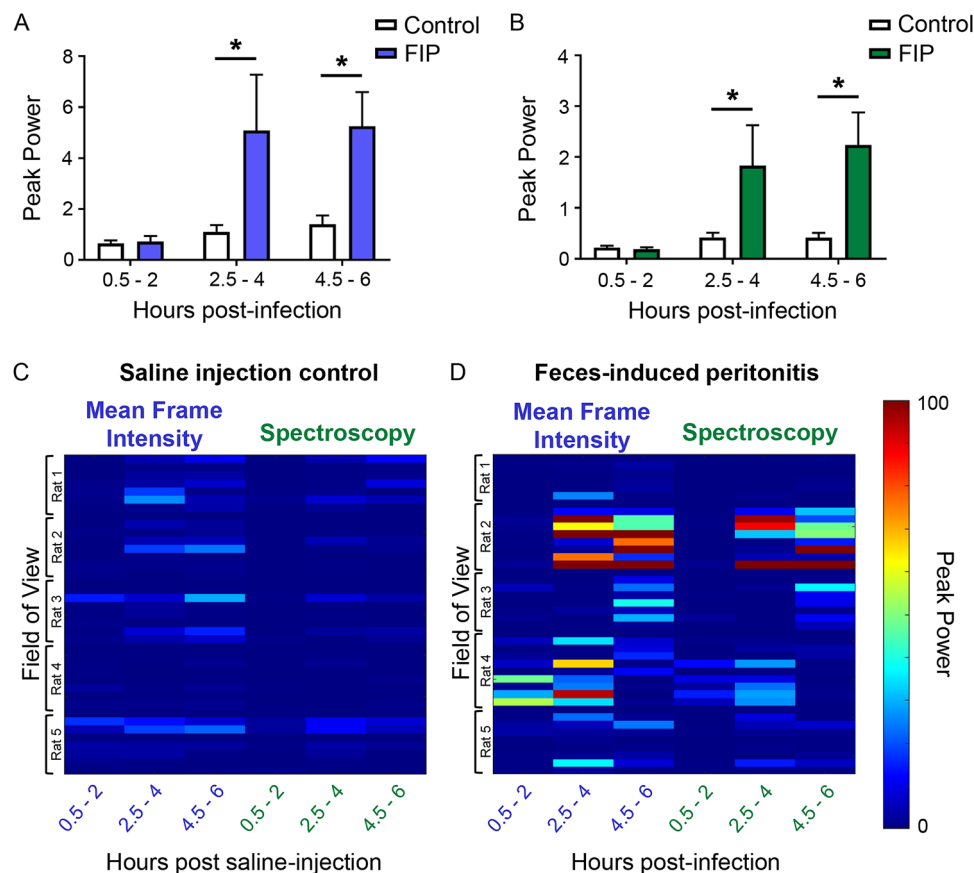 A
Control
FIP
*
*
8
6
4
2
0
Peak Power
0.5 - 2
2.5 - 4
4.5 - 6
Hours post-infection
B
Control
FIP
*
*
4
3
2
1
0
Peak Power
0.5 - 2
2.5 - 4
4.5 - 6
Hours post-infection
C
Saline injection control
Mean Frame
Intensity
Spectroscopy
Field of View
Rat 1
Rat 2
Rat 3
Rat 4
Rat 5
0.5 - 2
2.5 - 4
4.5 - 6
0.5 - 2
2.5 - 4
4.5 - 6
Hours post saline-injection
D
Feces-induced peritonitis
Mean Frame
Intensity
Spectroscopy
Field of View
Rat 1
Rat 2
Rat 3
Rat 4
Rat 5
0.5 - 2
2.5 - 4
4.5 - 6
0.5 - 2
2.5 - 4
4.5 - 6
Hours post-infection
100
Peak Power
0